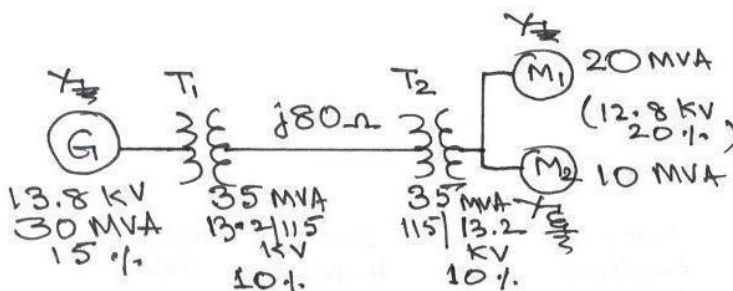 T1
T2
j80Ω
G
M1
20 MVA
(12.8 KV
20%)
M2
10 MVA
13.8 KV
30 MVA
15%
35 MVA
13.2/115
KV
10%
35 MVA
115/13.2
KV
10%